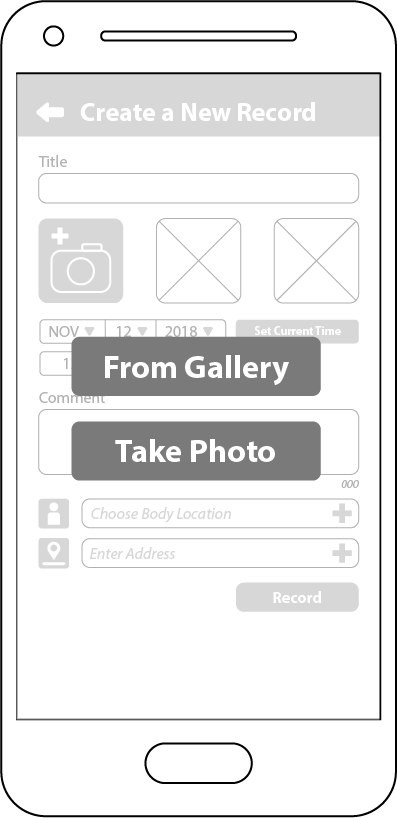 Create a New Record
Title
NOV 12 2018 Set Current Time
From Gallery
Comment
Take Photo
000
Choose Body Location
Enter Address
Record